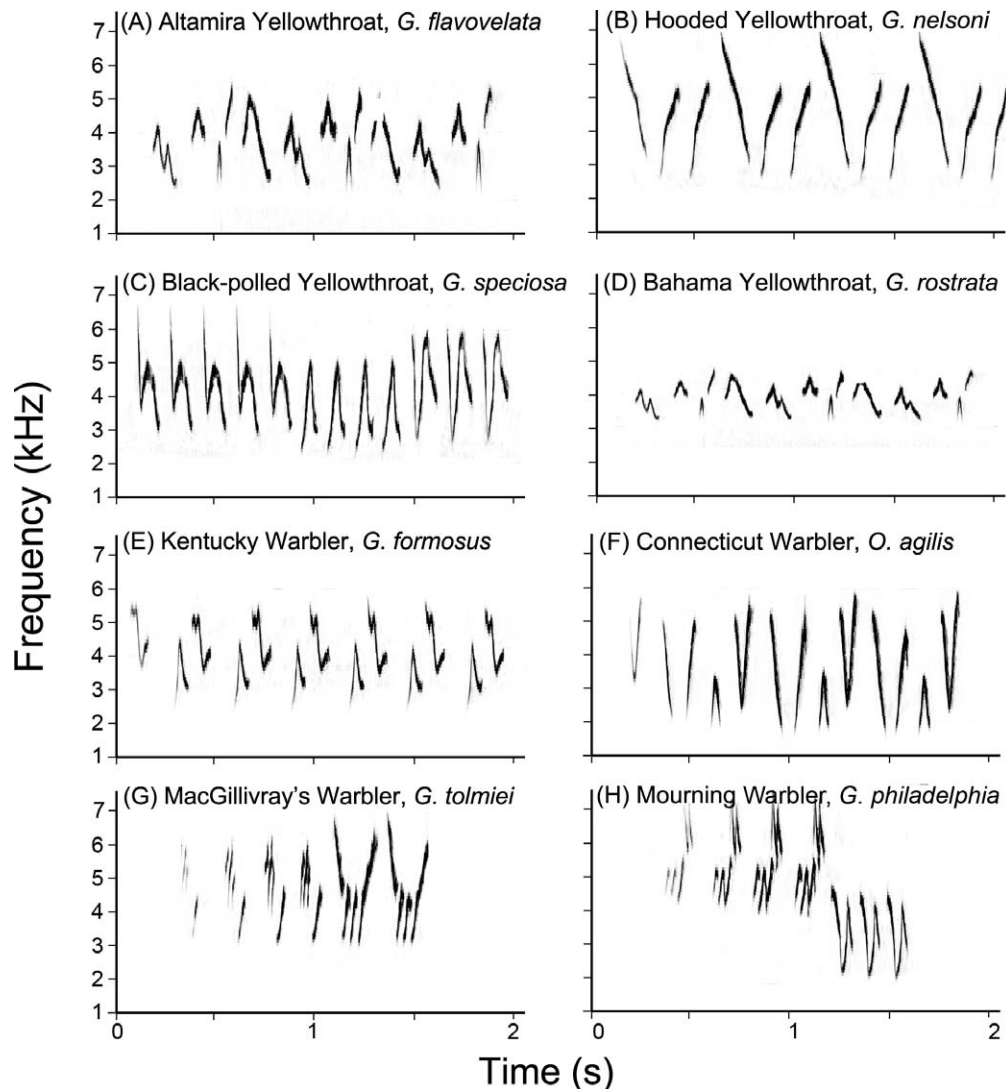 (A) Altamira Yellowthroat, G. flavovelata
(B) Hooded Yellowthroat, G. nelsoni
7
6
5
4
3
2
1
(C) Black-polled Yellowthroat, G. speciosa
(D) Bahama Yellowthroat, G. rostrata
7
6
5
4
3
2
1
Frequency (kHz)
(E) Kentucky Warbler, G. formosus
(F) Connecticut Warbler, O. agilis
7
6
5
4
3
2
1
(G) MacGillivray's Warbler, G. tolmiei
(H) Mourning Warbler, G. philadelphia
7
6
5
4
3
2
1
0 1 2
0 1 2
Time (s)